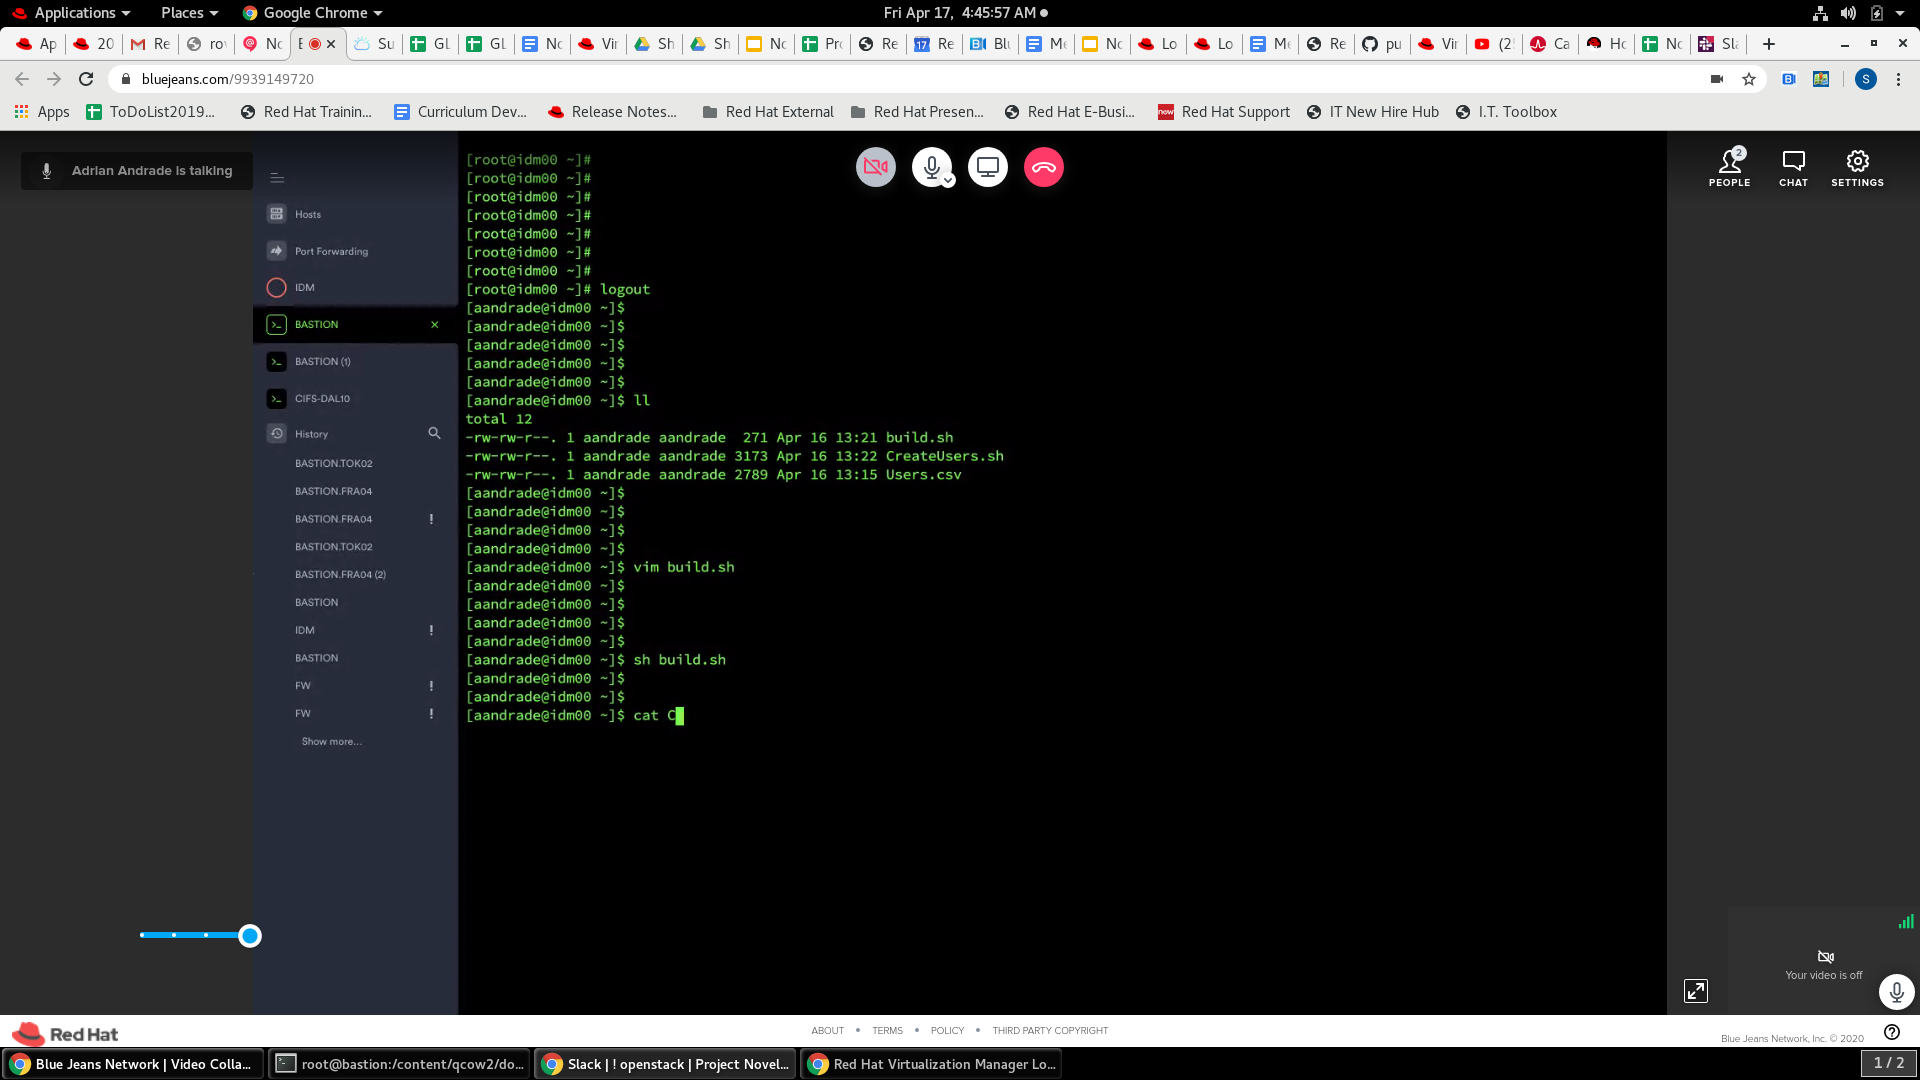 Applications
Places
Google Chrome
Fri Apr 17, 4:45:57 AM
Ap
20
Re
ro
No
E
Su
GL
GL
No
Vir
Sh
Sh
No
Pro
Re
17
Re
Blu
Me
No
Lo
Lo
Me
Re
pu
Vir
(2
Ca
Ho
No
Sla
bluejeans.com/9939149720
S
Apps
ToDoList2019...
Red Hat Trainin...
Curriculum Dev...
Release Notes...
Red Hat External
Red Hat Presen...
Red Hat E-Busi...
now
Red Hat Support
IT New Hire Hub
I.T. Toolbox
Adrian Andrade is talking
2
PEOPLE
CHAT
SETTINGS
Hosts
Port Forwarding
IDM
BASTION
BASTION (1)
CIFS-DAL10
History
BASTION.TOK02
BASTION.FRA04
BASTION.FRA04 !
BASTION.TOK02
BASTION.FRA04 (2)
BASTION
IDM !
BASTION
FW !
FW !
Show more...
[root@idm00 ~]#
[root@idm00 ~]#
[root@idm00 ~]#
[root@idm00 ~]#
[root@idm00 ~]#
[root@idm00 ~]#
[root@idm00 ~]#
[root@idm00 ~]# logout
[aandrade@idm00 ~]$
[aandrade@idm00 ~]$
[aandrade@idm00 ~]$
[aandrade@idm00 ~]$
[aandrade@idm00 ~]$
[aandrade@idm00 ~]$ ll
total 12
-rw-rw-r--. 1 aandrade aandrade  271 Apr 16 13:21 build.sh
-rw-rw-r--. 1 aandrade aandrade 3173 Apr 16 13:22 CreateUsers.sh
-rw-rw-r--. 1 aandrade aandrade 2789 Apr 16 13:15 Users.csv
[aandrade@idm00 ~]$
[aandrade@idm00 ~]$
[aandrade@idm00 ~]$
[aandrade@idm00 ~]$
[aandrade@idm00 ~]$ vim build.sh
[aandrade@idm00 ~]$
[aandrade@idm00 ~]$
[aandrade@idm00 ~]$
[aandrade@idm00 ~]$
[aandrade@idm00 ~]$ sh build.sh
[aandrade@idm00 ~]$
[aandrade@idm00 ~]$
[aandrade@idm00 ~]$ cat C
Your video is off
Red Hat
ABOUT • TERMS • POLICY • THIRD PARTY COPYRIGHT
Blue Jeans Network, Inc. © 2020
Blue Jeans Network | Video Colla...
root@bastion:/content/qcow2/do...
Slack | ! openstack | Project Novel...
Red Hat Virtualization Manager Lo...
1 / 2